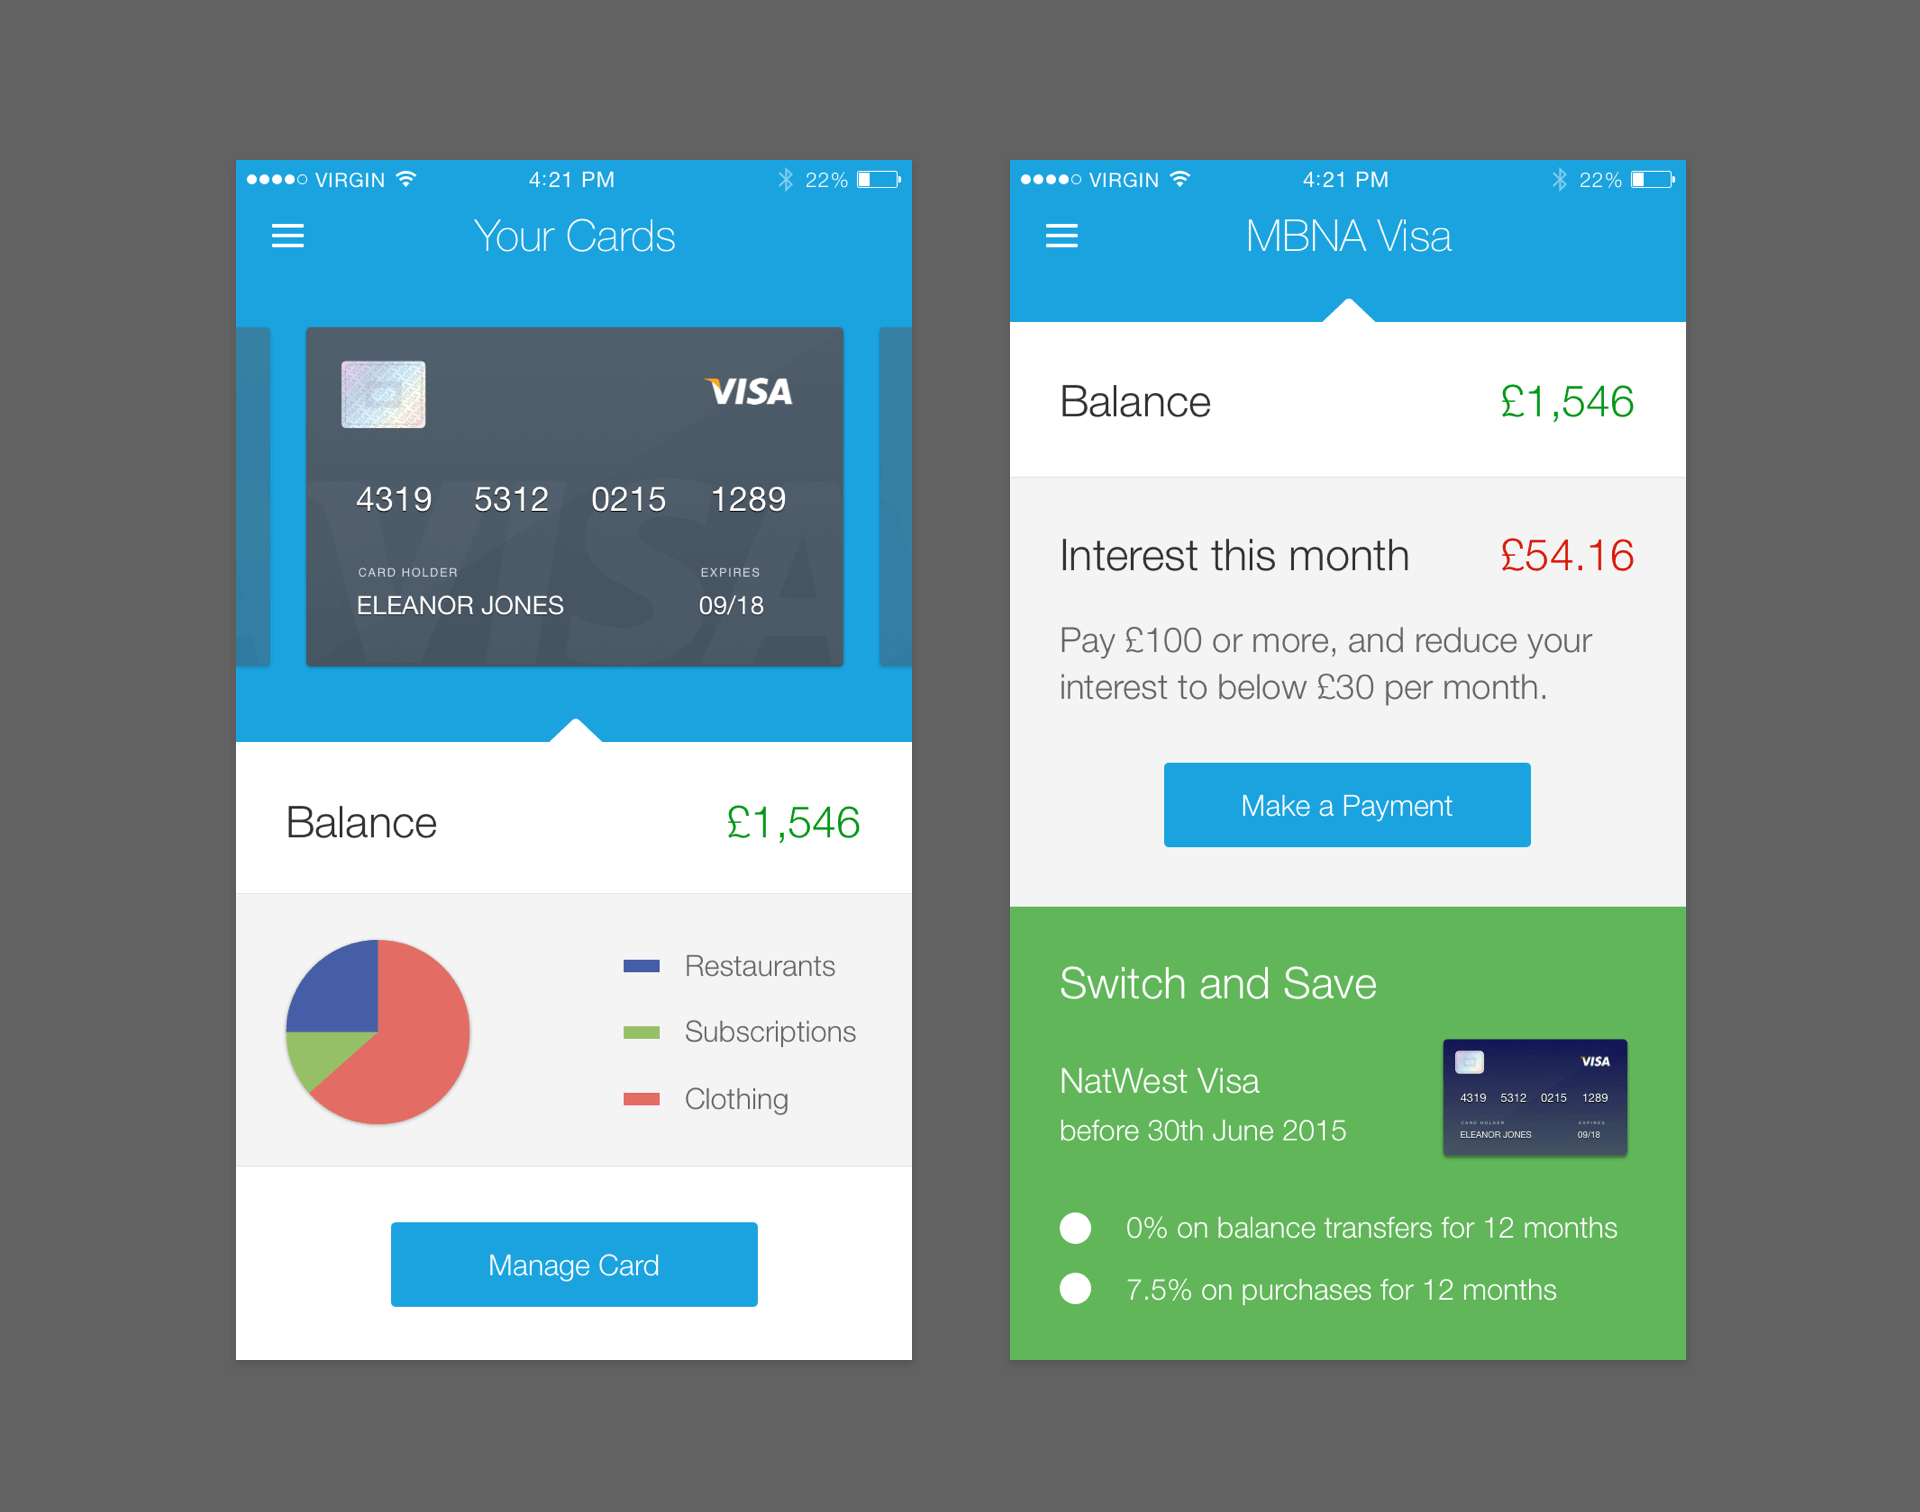 VIRGIN 4:21 PM 22%
Your Cards
VISA
4319 5312 0215 1289
CARD HOLDER EXPIRES
ELEANOR JONES 09/18
VISA
Balance £1,546
Restaurants
Subscriptions
Clothing
Manage Card
VIRGIN 4:21 PM 22%
MBNA Visa
Balance £1,546
Interest this month £54.16
Pay £100 or more, and reduce your
interest to below £30 per month.
Make a Payment
Switch and Save
NatWest Visa
before 30th June 2015
VISA
4319 5312 0215 1289
CARD HOLDER EXPIRES
ELEANOR JONES 09/18
0% on balance transfers for 12 months
7.5% on purchases for 12 months